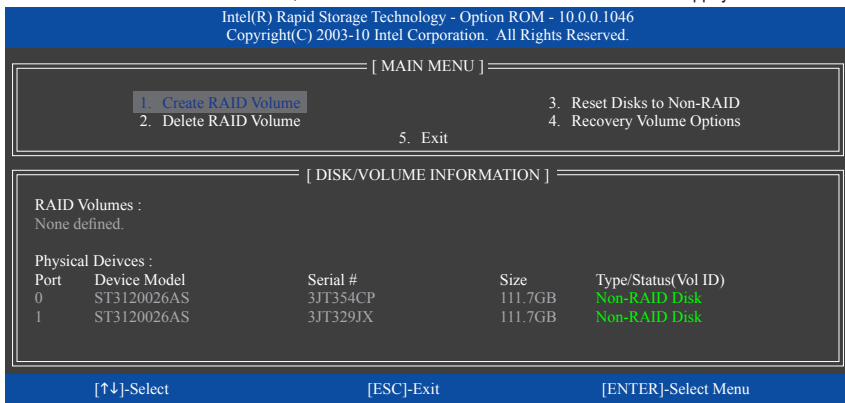 Intel(R) Rapid Storage Technology - Option ROM - 10.0.0.1046
Copyright(C) 2003-10 Intel Corporation. All Rights Reserved.
[ MAIN MENU ]
1. Create RAID Volume 3. Reset Disks to Non-RAID
2. Delete RAID Volume 4. Recovery Volume Options
5. Exit
[ DISK/VOLUME INFORMATION ]
RAID Volumes :
None defined.
Physical Deivces :
Port Device Model Serial # Size Type/Status(Vol ID)
0 ST3120026AS 3JT354CP 111.7GB Non-RAID Disk
1 ST3120026AS 3JT329JX 111.7GB Non-RAID Disk
[↑↓]-Select [ESC]-Exit [ENTER]-Select Menu